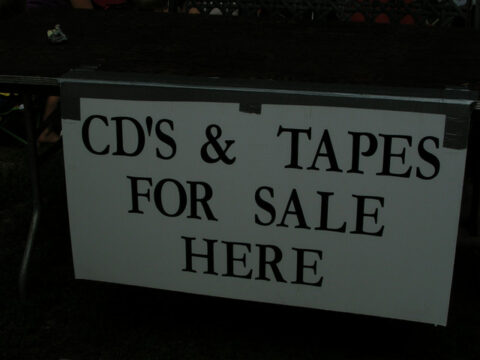 CD'S & TAPES
FOR SALE
HERE